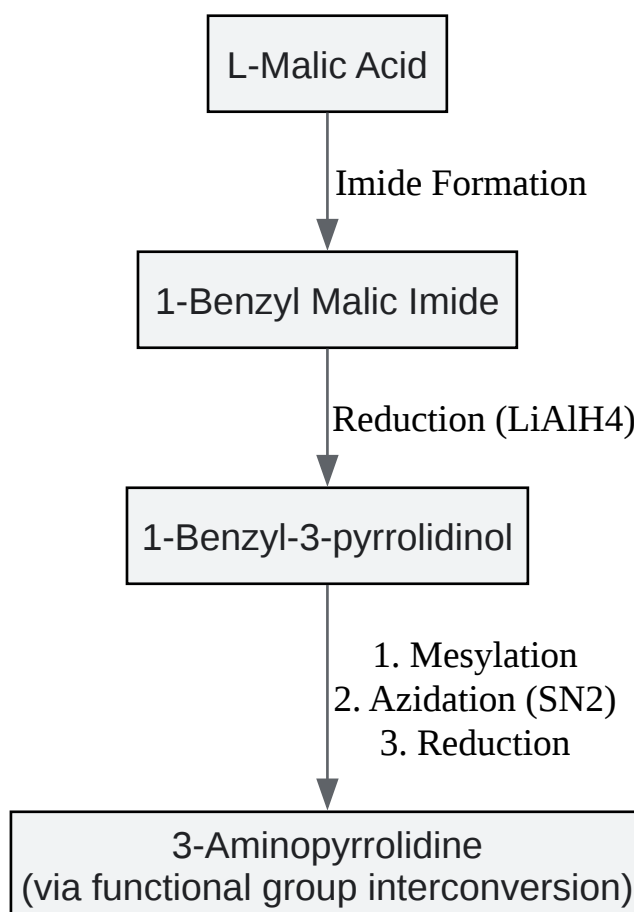 L-Malic Acid
Imide Formation
1-Benzyl Malic Imide
Reduction (LiAlH4)
1-Benzyl-3-pyrrolidinol
1. Mesylation
2. Azidation (SN2)
3. Reduction
3-Aminopyrrolidine
(via functional group interconversion)